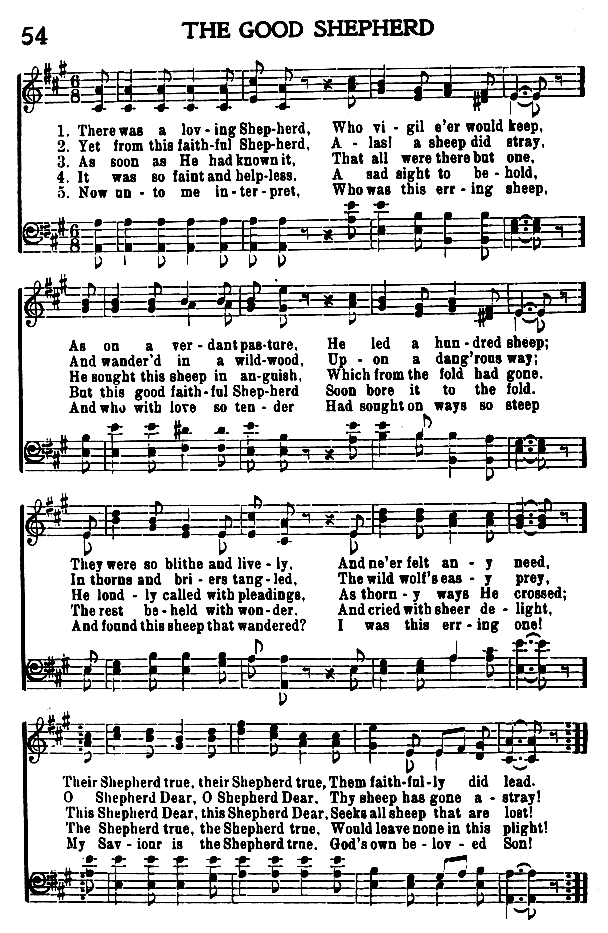 54
THE GOOD SHEPHERD
1. There was a lov - ing Shep - herd, Who vi - gil e'er would keep,
2. Yet from this faith - ful Shep - herd, A - las! a sheep did stray,
3. As soon as He had known it, That all were there but one,
4. It was so faint and help - less, A sad sight to be - hold,
5. Now un - to me in - ter - pret, Who was this err - ing sheep,
As on a ver - dant pas - ture, He led a hun - dred sheep;
And wander'd in a wild - wood, Up - on a dang'rous way;
He sought this sheep in an - guish, Which from the fold had gone.
But this good faith - ful Shep - herd Soon bore it to the fold.
And who with love so ten - der Had sought on ways so steep
They were so blithe and live - ly, And ne'er felt an - y need,
In thorns and bri - ers tang - led, The wild wolf's eas - y prey,
He loud - ly called with pleadings, As thorn - y ways He crossed;
The rest be - held with won - der, And cried with sheer de - light,
And found this sheep that wandered? I was this err - ing one!
Their Shepherd true, their Shepherd true, Them faith - ful - ly did lead.
O Shepherd Dear, O Shepherd Dear, Thy sheep has gone a - stray!
This Shepherd Dear, this Shepherd Dear, Seeks all sheep that are lost!
The Shepherd true, the Shepherd true, Would leave none in this plight!
My Sav - iour is the Shepherd true, God's own be - lov - ed Son!